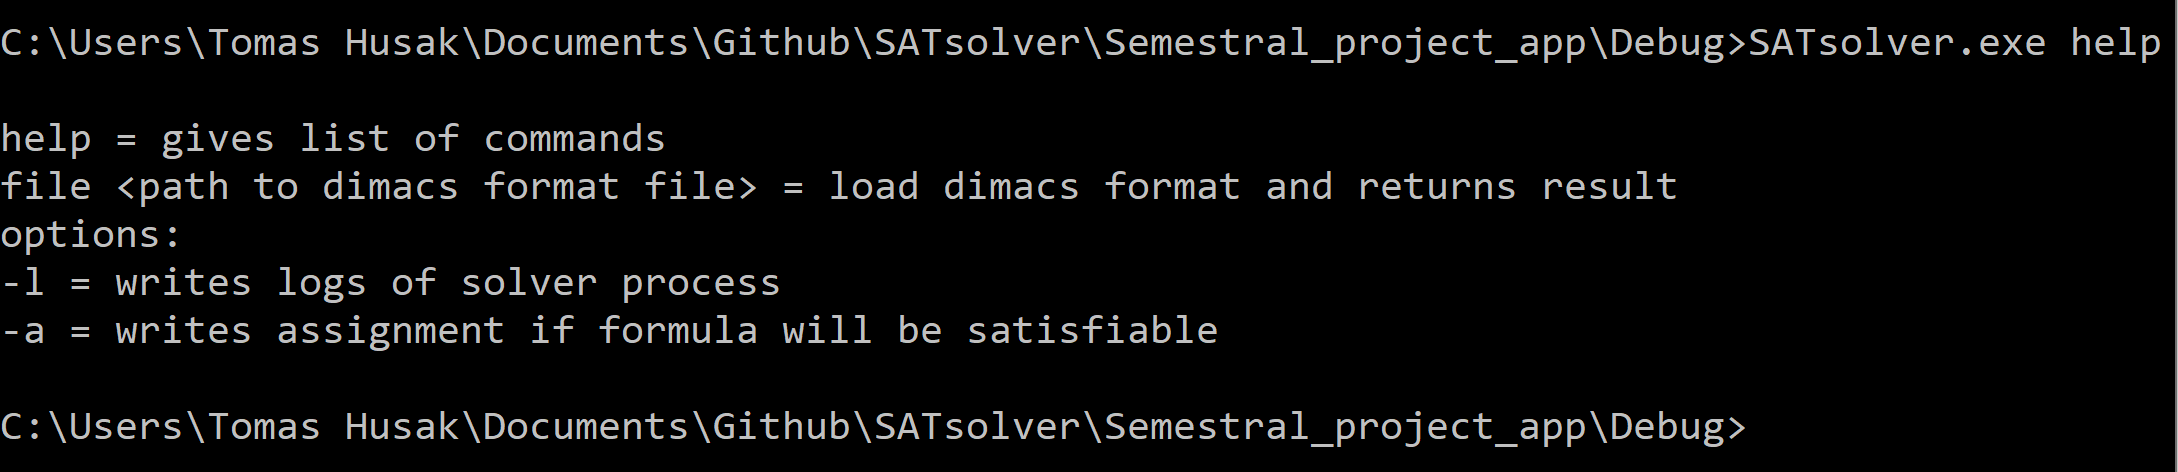 C:\Users\Tomas Husak\Documents\Github\SATsolver\Semestral_project_app\Debug>SATsolver.exe help
help = gives list of commands
file <path to dimacs format file> = load dimacs format and returns result
options:
-l = writes logs of solver process
-a = writes assignment if formula will be satisfiable
C:\Users\Tomas Husak\Documents\Github\SATsolver\Semestral_project_app\Debug>